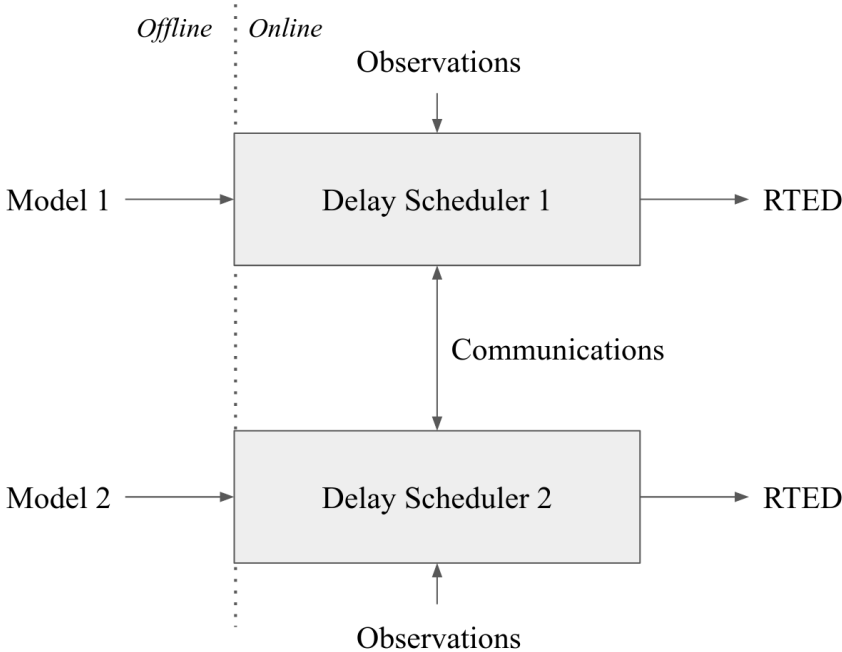 Offline
Online
Observations
Model 1
Delay Scheduler 1
RTED
Communications
Model 2
Delay Scheduler 2
RTED
Observations